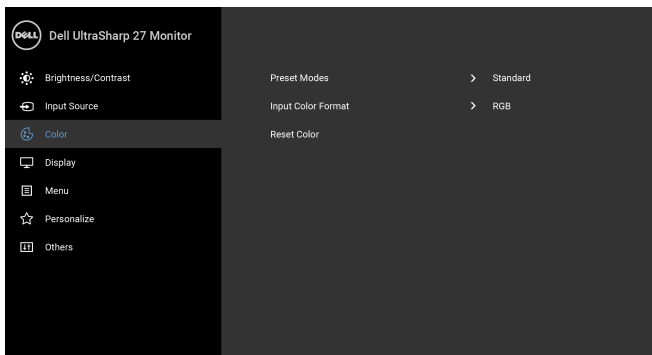 DELL Dell UltraSharp 27 Monitor
Brightness/Contrast
Input Source
Color
Display
Menu
Personalize
Others
Preset Modes Standard
Input Color Format RGB
Reset Color